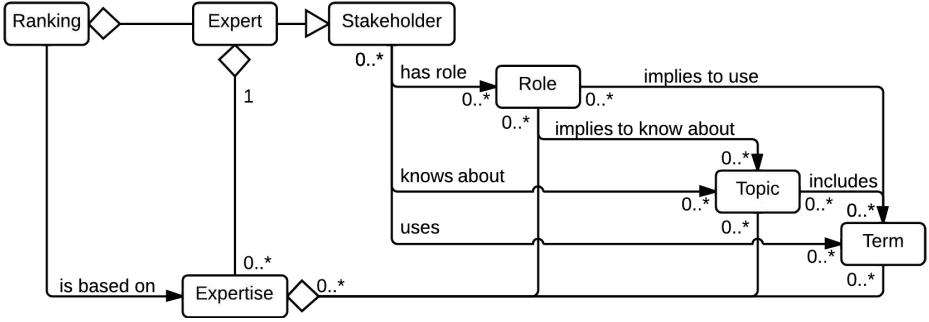 Ranking
Expert
Stakeholder
0..*
has role
0..*
Role
0..*
implies to use
0..*
implies to know about
1
0..*
knows about
0..*
Topic
includes
0..*
0..*
0..*
uses
0..*
Term
0..*
0..*
is based on
Expertise
0..*